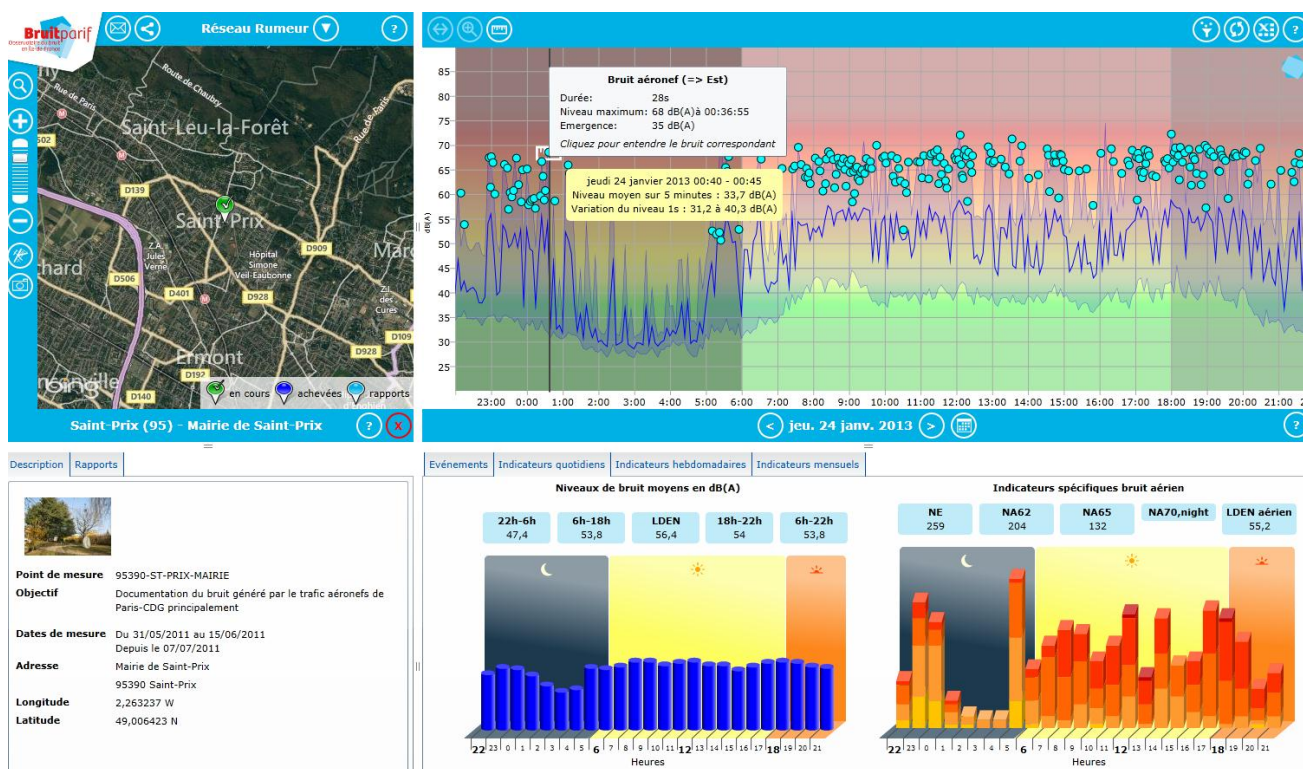 Bruitparif
Réseau Rumeur
?
Route de Chaubry
Rue de Paris
Rue de Paris
Saint-Leu-la-Forêt
M
502
M
D139
Saint-Prix
D909
Z.A
Jules
Verne
Hôpital
Simone
Veil-Eaubonne
D506
D401
M
D928
Z.I
des
Cures
D109
D928
Ermont
D192
D140
en cours
achevées
rapports
Saint-Prix (95) - Mairie de Saint-Prix
?
X
?
85
80
75
70
65
60
55
50
45
40
35
30
25
dB(A)
Bruit aéronef (=> Est)
Durée: 28s
Niveau maximum: 68 dB(A)à 00:36:55
Emergence: 35 dB(A)
Cliquez pour entendre le bruit correspondant
jeudi 24 janvier 2013 00:40 - 00:45
Niveau moyen sur 5 minutes : 33,7 dB(A)
Variation du niveau 1s : 31,2 à 40,3 dB(A)
23:00 0:00 1:00 2:00 3:00 4:00 5:00 6:00 7:00 8:00 9:00 10:00 11:00 12:00 13:00 14:00 15:00 16:00 17:00 18:00 19:00 20:00 21:00 2
< jeu. 24 janv. 2013 >
?
Description Rapports
Point de mesure 95390-ST-PRIX-MAIRIE
Objectif Documentation du bruit généré par le trafic aéronefs de
Paris-CDG principalement
Dates de mesure Du 31/05/2011 au 15/06/2011
Depuis le 07/07/2011
Adresse Mairie de Saint-Prix
95390 Saint-Prix
Longitude 2,263237 W
Latitude 49,006423 N
Evénements Indicateurs quotidiens Indicateurs hebdomadaires Indicateurs mensuels
Niveaux de bruit moyens en dB(A)
22h-6h 6h-18h LDEN 18h-22h 6h-22h
47,4 53,8 56,4 54 53,8
22 23 0 1 2 3 4 5 6 7 8 9 10 11 12 13 14 15 16 17 18 19 20 21
Heures
Indicateurs spécifiques bruit aérien
NE NA62 NA65 NA70,night LDEN aérien
259 204 132 55,2
22 23 0 1 2 3 4 5 6 7 8 9 10 11 12 13 14 15 16 17 18 19 20 21
Heures